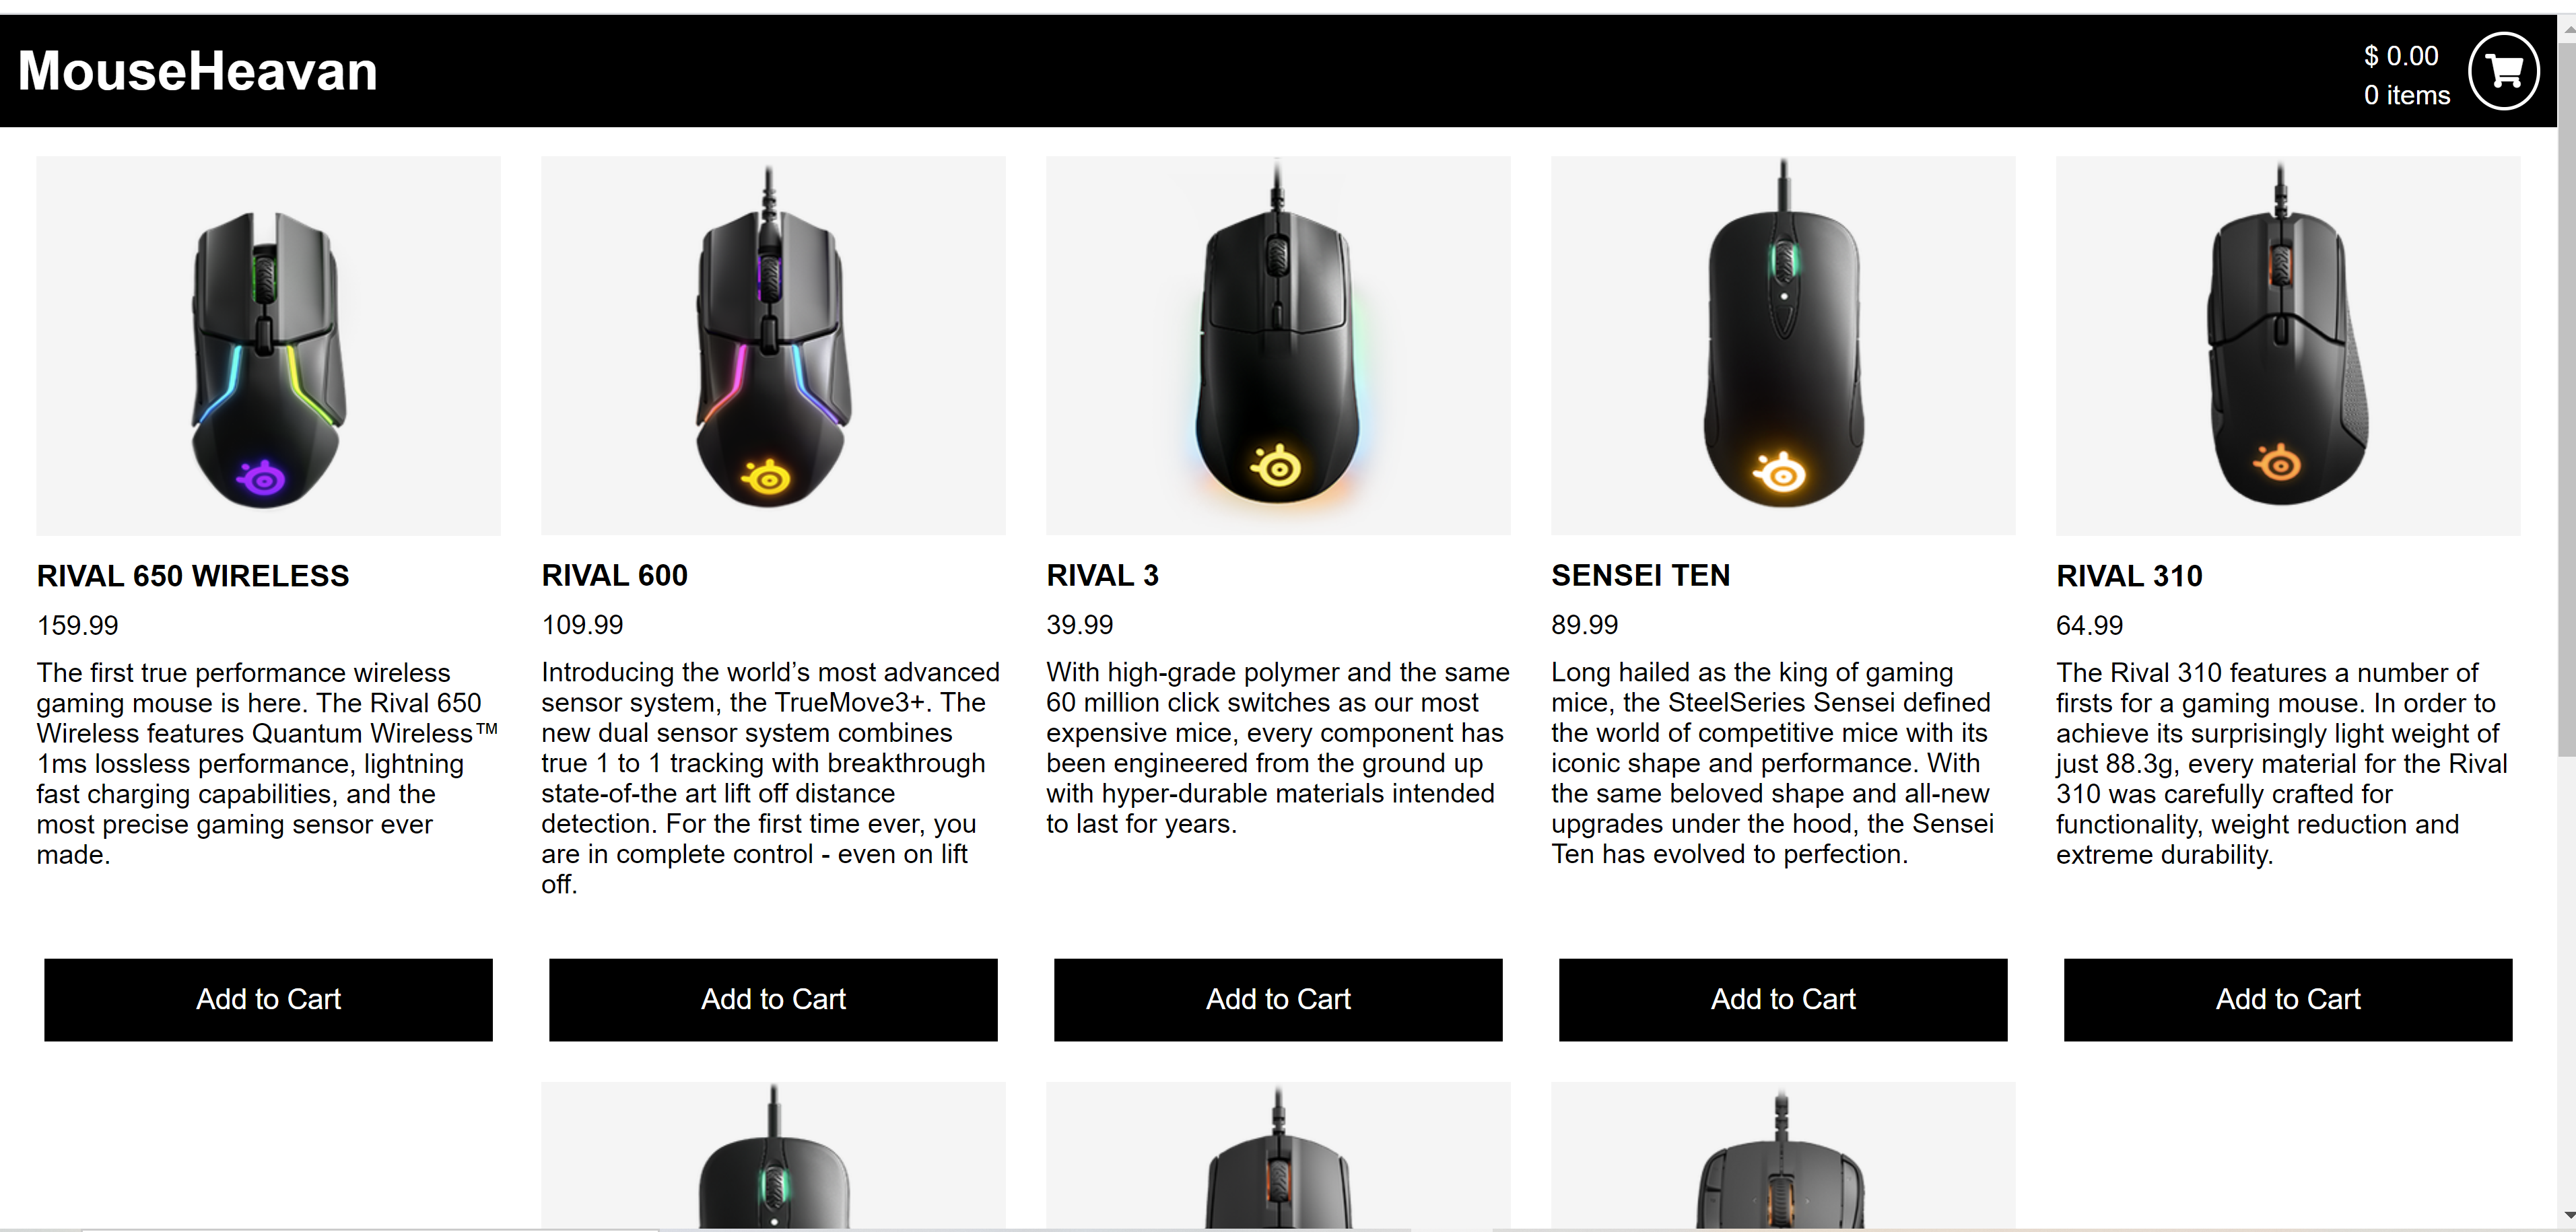 MouseHeavan
$ 0.00
0 items
RIVAL 650 WIRELESS
159.99
The first true performance wireless
gaming mouse is here. The Rival 650
Wireless features Quantum Wireless™
1ms lossless performance, lightning
fast charging capabilities, and the
most precise gaming sensor ever
made.
Add to Cart
RIVAL 600
109.99
Introducing the world’s most advanced
sensor system, the TrueMove3+. The
new dual sensor system combines
true 1 to 1 tracking with breakthrough
state-of-the art lift off distance
detection. For the first time ever, you
are in complete control - even on lift
off.
Add to Cart
RIVAL 3
39.99
With high-grade polymer and the same
60 million click switches as our most
expensive mice, every component has
been engineered from the ground up
with hyper-durable materials intended
to last for years.
Add to Cart
SENSEI TEN
89.99
Long hailed as the king of gaming
mice, the SteelSeries Sensei defined
the world of competitive mice with its
iconic shape and performance. With
the same beloved shape and all-new
upgrades under the hood, the Sensei
Ten has evolved to perfection.
Add to Cart
RIVAL 310
64.99
The Rival 310 features a number of
firsts for a gaming mouse. In order to
achieve its surprisingly light weight of
just 88.3g, every material for the Rival
310 was carefully crafted for
functionality, weight reduction and
extreme durability.
Add to Cart